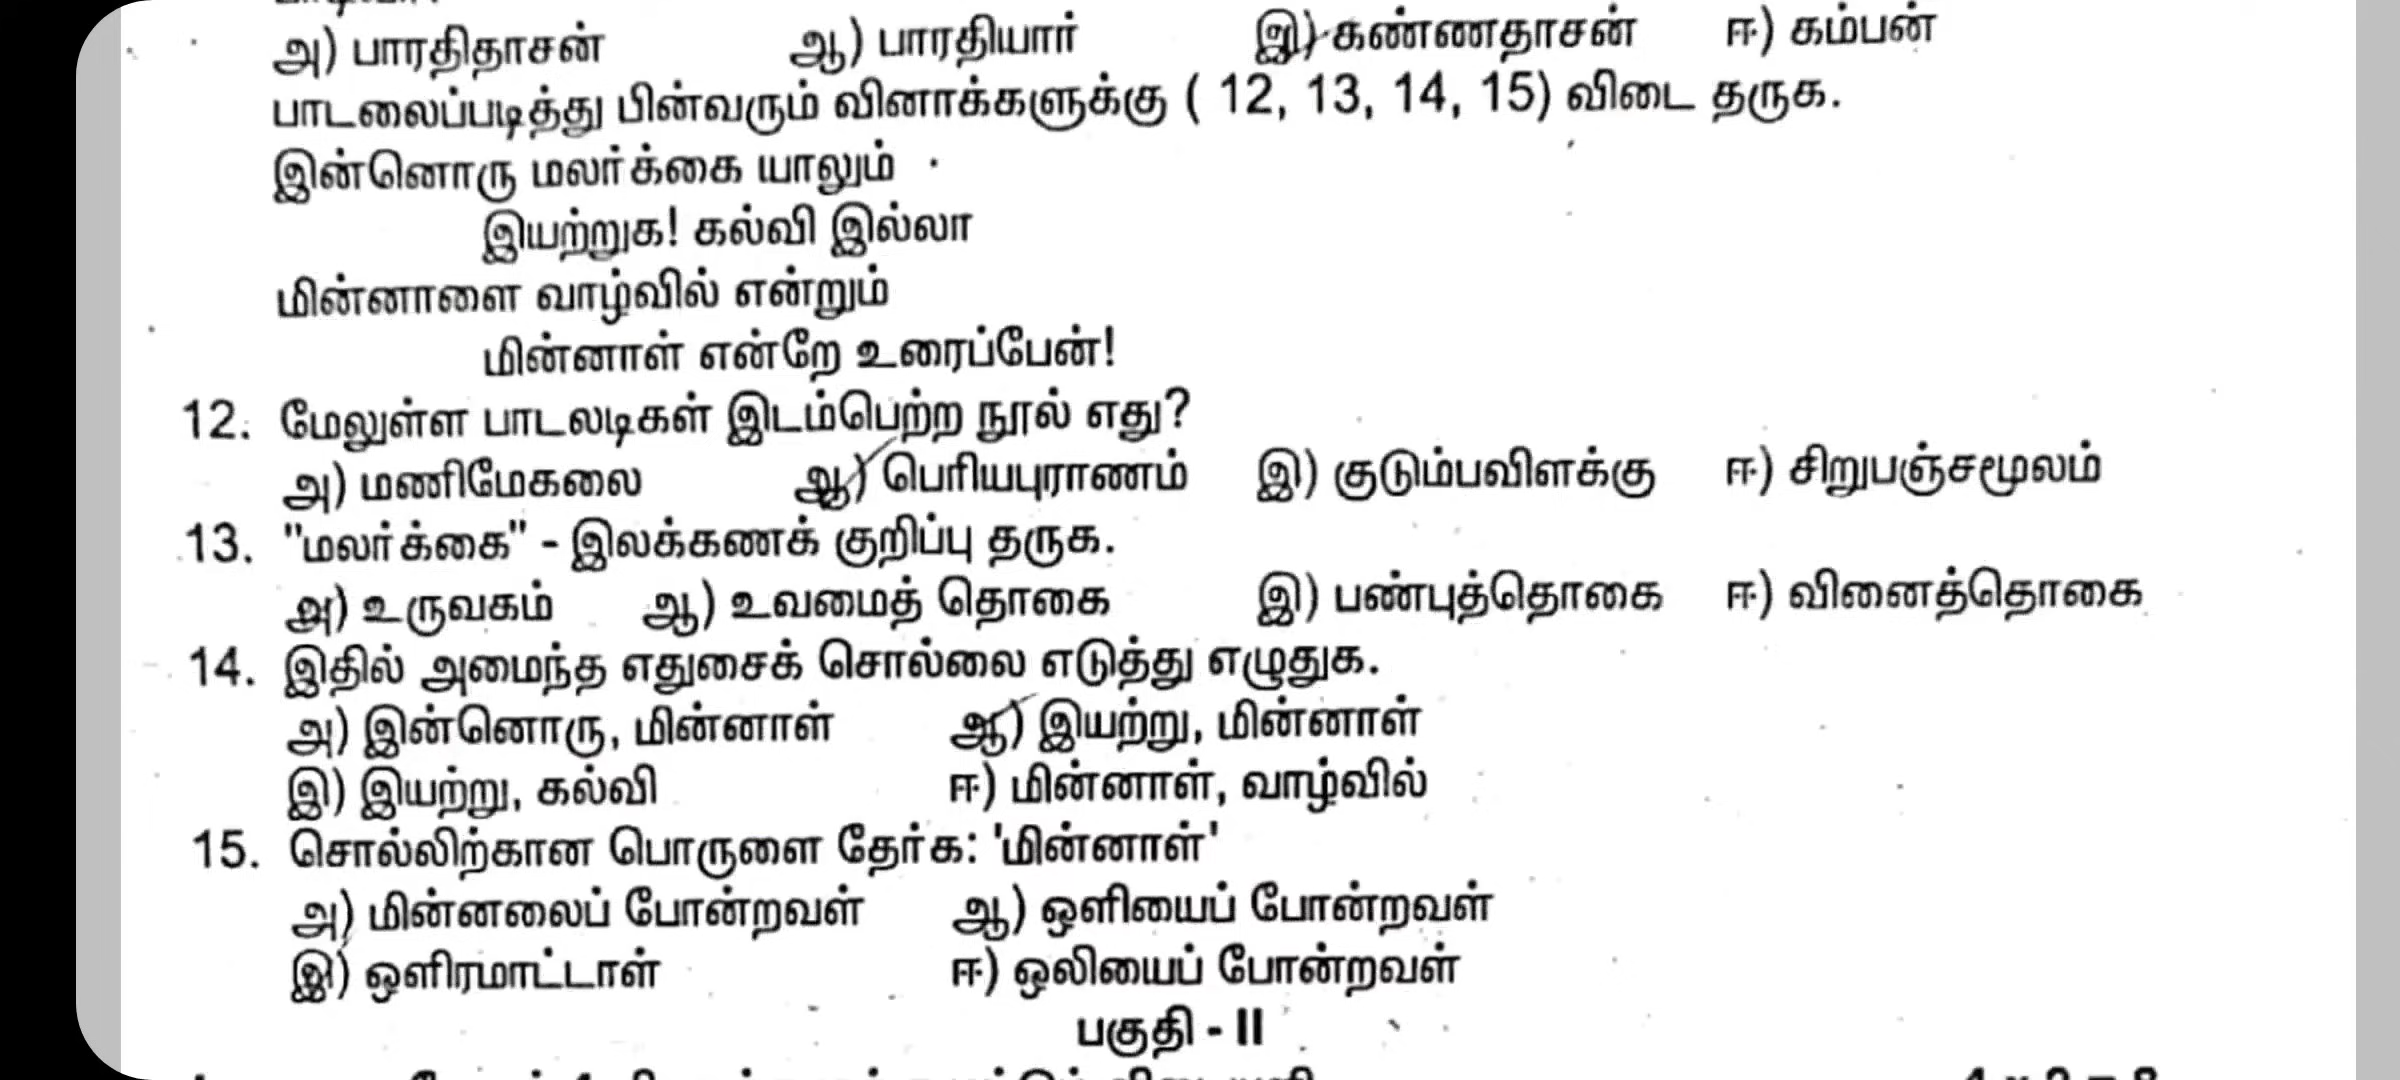 அ) பாரதிதாசன் ஆ) பாரதியார் இ) கண்ணதாசன் ஈ) கம்பன்
பாடலைப்படித்து பின்வரும் வினாக்களுக்கு ( 12, 13, 14, 15) விடை தருக.
இன்னொரு மலர்க்கை யாலும்
இயற்றுக! கல்வி இல்லா
மின்னாளை வாழ்வில் என்றும்
மின்னாள் என்றே உரைப்பேன்!
12. மேலுள்ள பாடலடிகள் இடம்பெற்ற நூல் எது?
அ) மணிமேகலை ஆ) பெரியபுராணம் இ) குடும்பவிளக்கு ஈ) சிறுபஞ்சமூலம்
13. "மலர்க்கை" - இலக்கணக் குறிப்பு தருக.
அ) உருவகம் ஆ) உவமைத் தொகை இ) பண்புத்தொகை ஈ) வினைத்தொகை
14. இதில் அமைந்த எதுசைக் சொல்லை எடுத்து எழுதுக.
அ) இன்னொரு, மின்னாள் ஆ) இயற்று, மின்னாள்
இ) இயற்று, கல்வி ஈ) மின்னாள், வாழ்வில்
15. சொல்லிற்கான பொருளை தேர்க: 'மின்னாள்'
அ) மின்னலைப் போன்றவள் ஆ) ஒளியைப் போன்றவள்
இ) ஒளிரமாட்டாள் ஈ) ஒலியைப் போன்றவள்
பகுதி - II